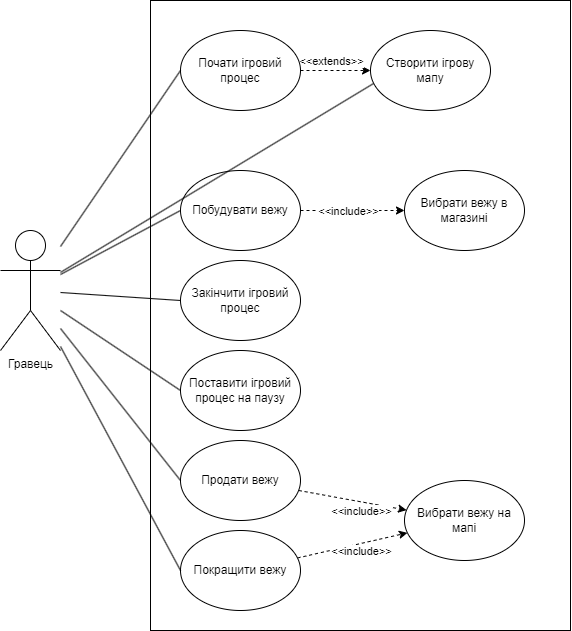 Почати ігровий
процес
<<extends>>
Створити ігрову
мапу
Побудувати вежу
<<include>>
Вибрати вежу в
магазині
Закінчити ігровий
процес
Гравець
Поставити ігровий
процес на паузу
Продати вежу
<<include>>
Вибрати вежу на
мапі
<<include>>
Покращити вежу